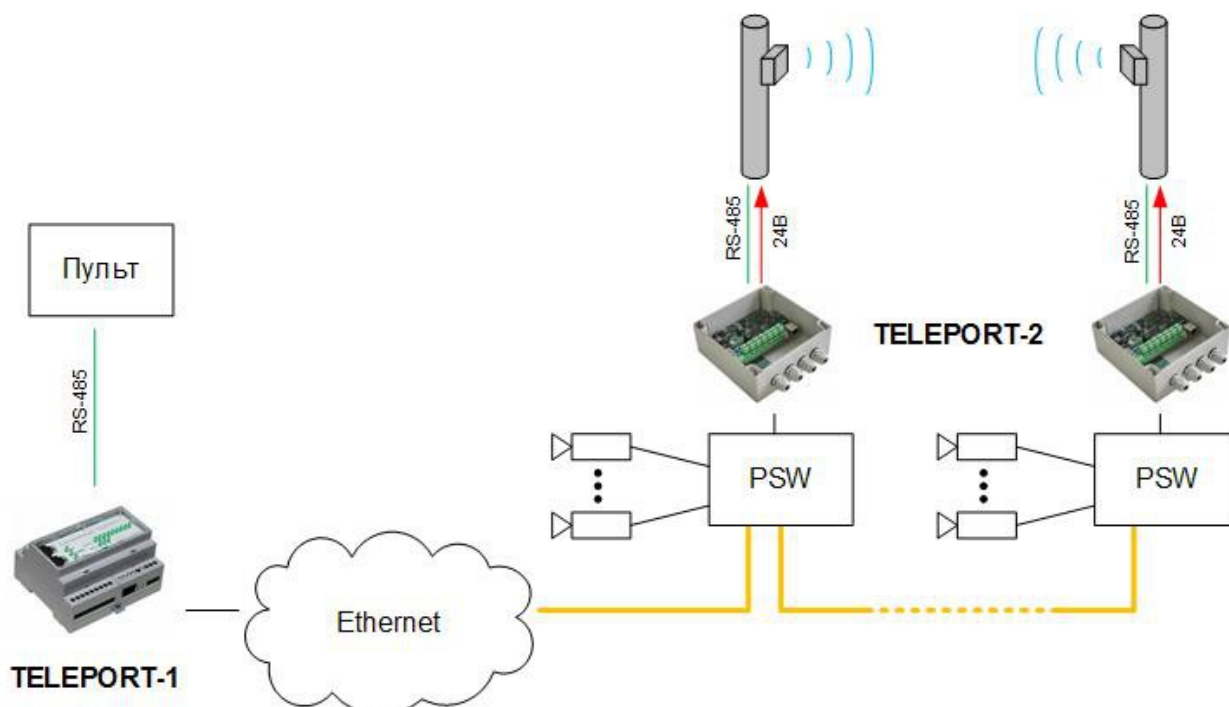 RS-485
24В
RS-485
24В
Пульт
TELEPORT-2
RS-485
PSW
PSW
Ethernet
TELEPORT-1